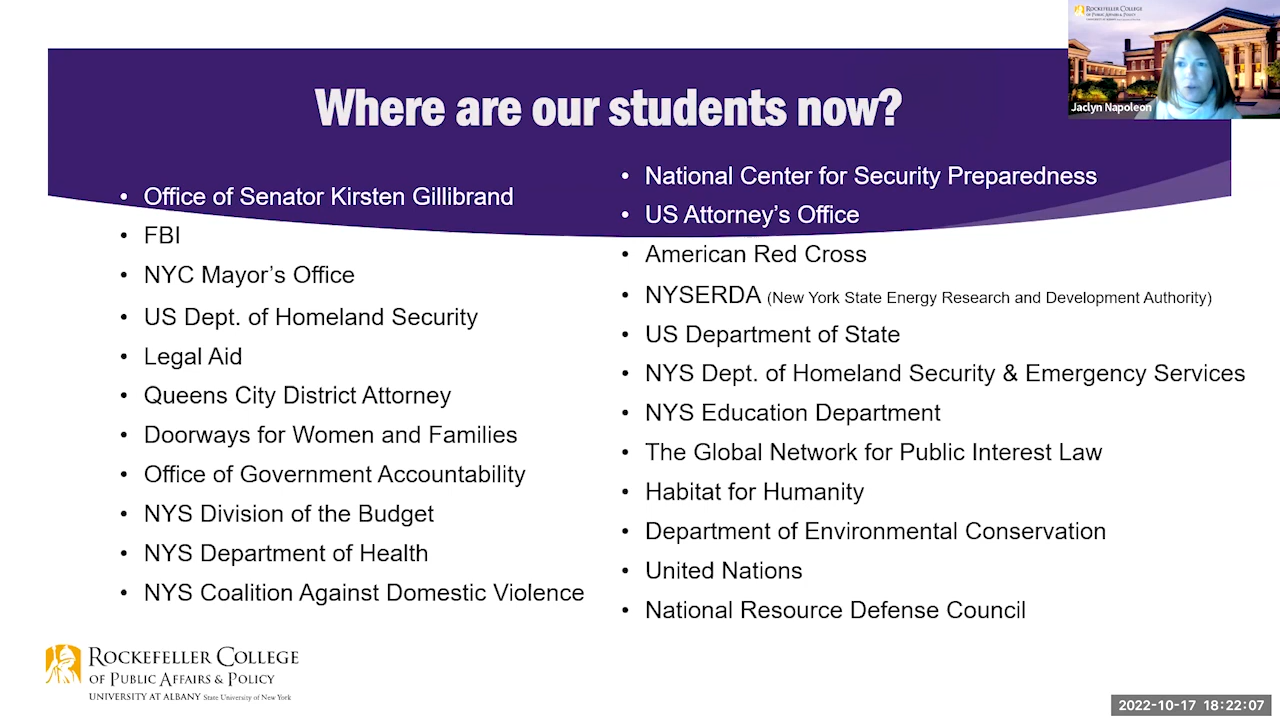 Where are our students now?
• Office of Senator Kirsten Gillibrand
• FBI
• NYC Mayor’s Office
• US Dept. of Homeland Security
• Legal Aid
• Queens City District Attorney
• Doorways for Women and Families
• Office of Government Accountability
• NYS Division of the Budget
• NYS Department of Health
• NYS Coalition Against Domestic Violence
• National Center for Security Preparedness
• US Attorney’s Office
• American Red Cross
• NYSERDA (New York State Energy Research and Development Authority)
• US Department of State
• NYS Dept. of Homeland Security & Emergency Services
• NYS Education Department
• The Global Network for Public Interest Law
• Habitat for Humanity
• Department of Environmental Conservation
• United Nations
• National Resource Defense Council
ROCKEFELLER COLLEGE
OF PUBLIC AFFAIRS & POLICY
UNIVERSITY AT ALBANY State University of New York
ROCKEFELLER COLLEGE
OF PUBLIC AFFAIRS & POLICY
Jaclyn Napoleon
2022-10-17 18:22:07